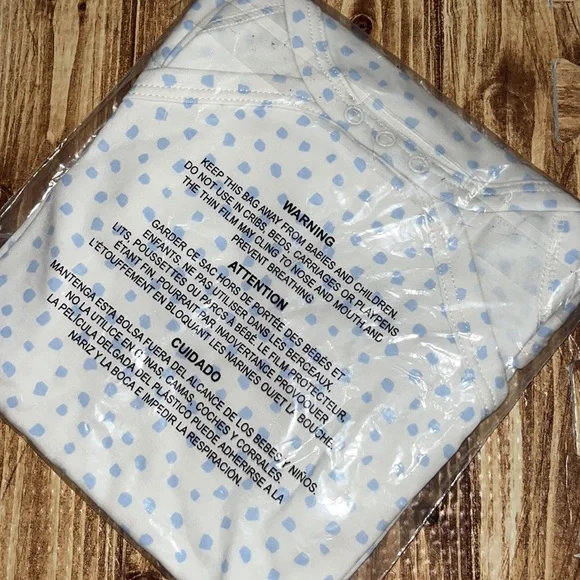 WARNING
KEEP THIS BAG AWAY FROM BABIES AND CHILDREN.
DO NOT USE IN CRIBS, BEDS, CARRIAGES OR PLAYPENS
THE THIN FILM MAY CLING TO NOSE AND MOUTH AND
PREVENT BREATHING
ATTENTION
GARDER CE SAC HORS DE PORTEE DES BÉBÉS ET
ENFANTS. NE PAS UTILISER DANS LES BERCEAUX,
LITS, POUSSETTES OU PARCS À BÉBÉ. LE FILM PROTECTEUR,
ÉTANT FIN, POURRAIT PAR INADVERTANCE PROVOQUER
L'ÉTOUFFEMENT EN BLOQUANT LES NARINES OU ET LA BOUCHE.
CUIDADO
MANTENGA ESTA BOLSA FUERA DEL ALCANCE DE LOS BEBES Y NIÑOS.
NO LA UTILICE EN CUNAS, CAMAS, COCHES Y CORRALES.
LA PELÍCULA DELGADA DEL PLÁSTICO, PUEDE ADHERIRSE A LA
NARIZ Y LA BOCA E IMPEDIR LA RESPIRACIÓN.